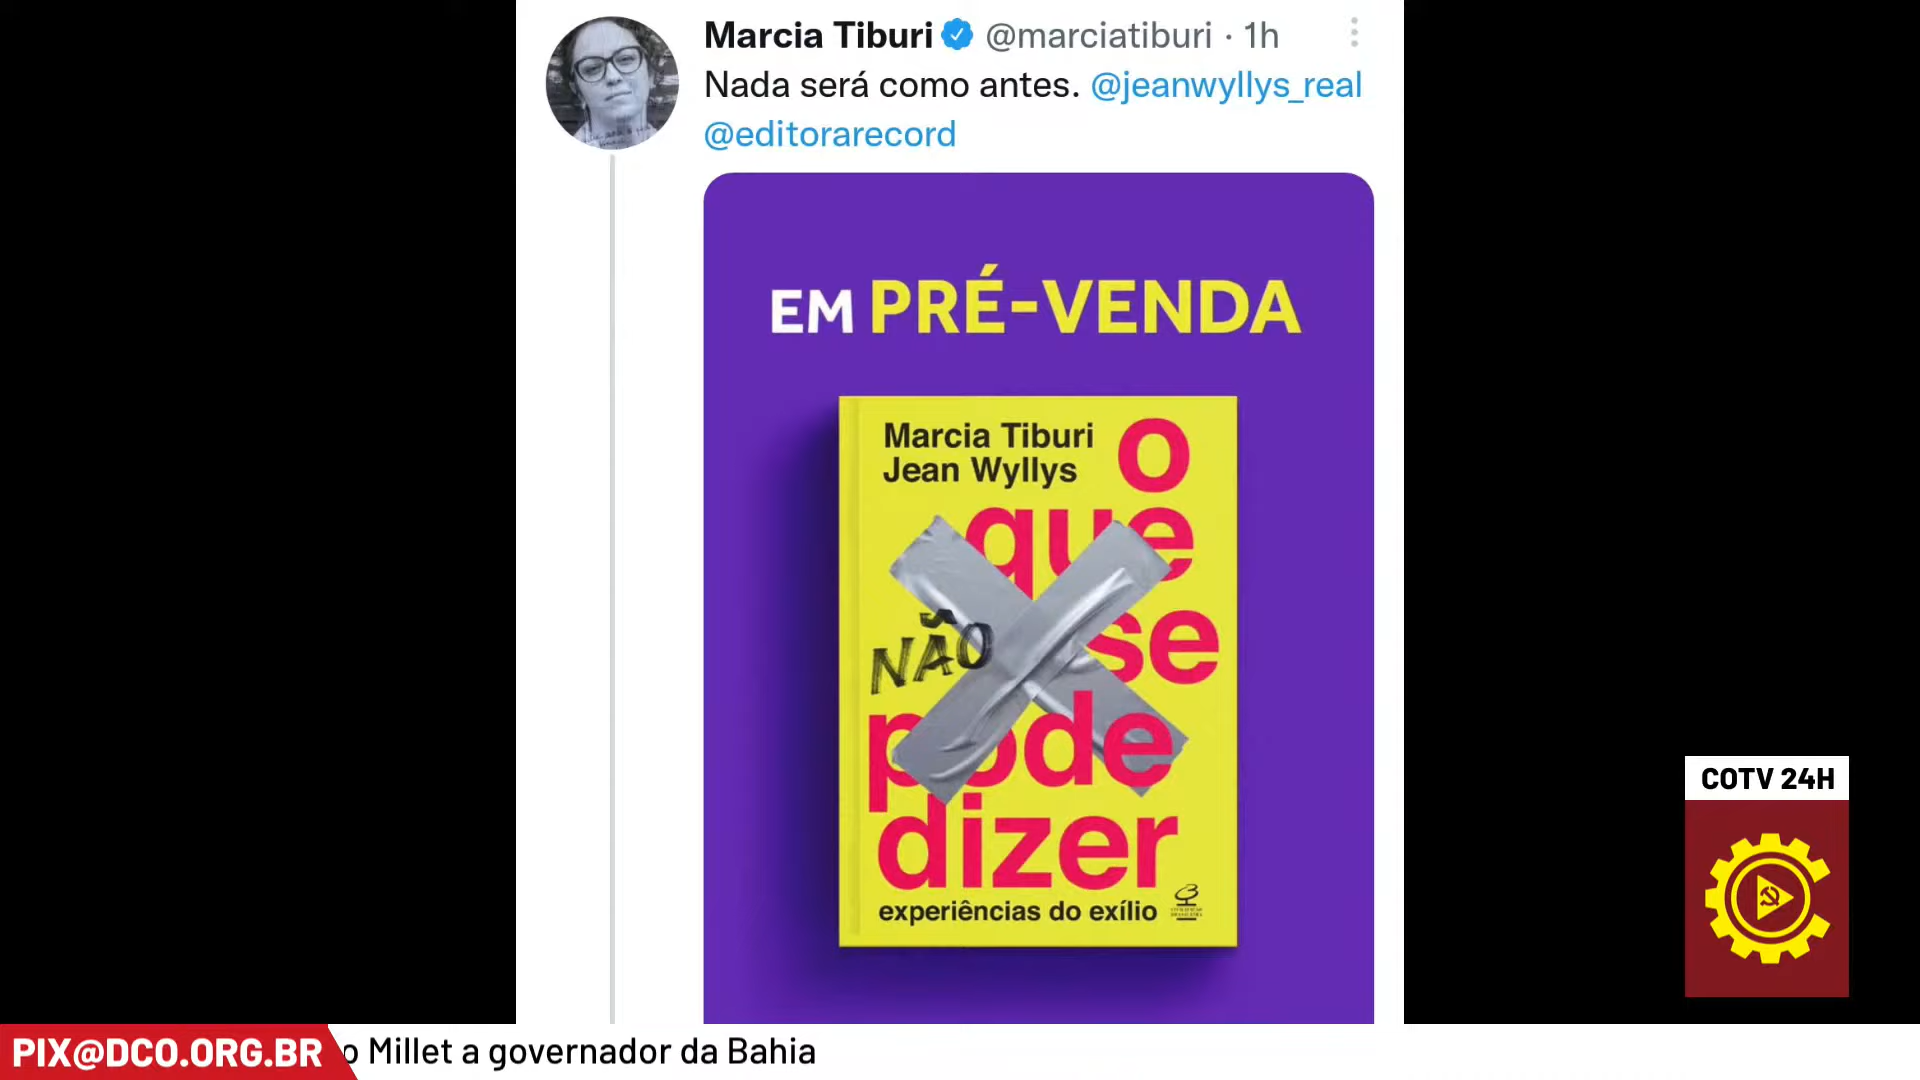 Marcia Tiburi @marciatiburi · 1h
Nada será como antes. @jeanwyllys_real
@editorarecord
EM PRÉ-VENDA
Marcia Tiburi
Jean Wyllys
o
que
NÃO
se
pode
dizer
experiências do exílio
COTV 24H
PIX@DCO.ORG.BR o Millet a governador da Bahia